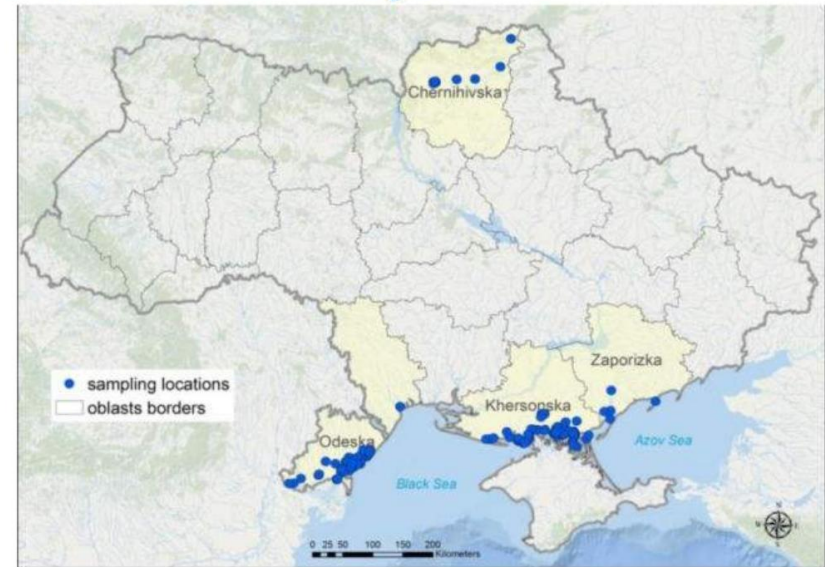 Chernihivska
Zaporizka
sampling locations
oblasts borders
Khersonska
Odeska
Azov Sea
Black Sea
N
W E
S
0 25 50 100 150 200
Kilometers